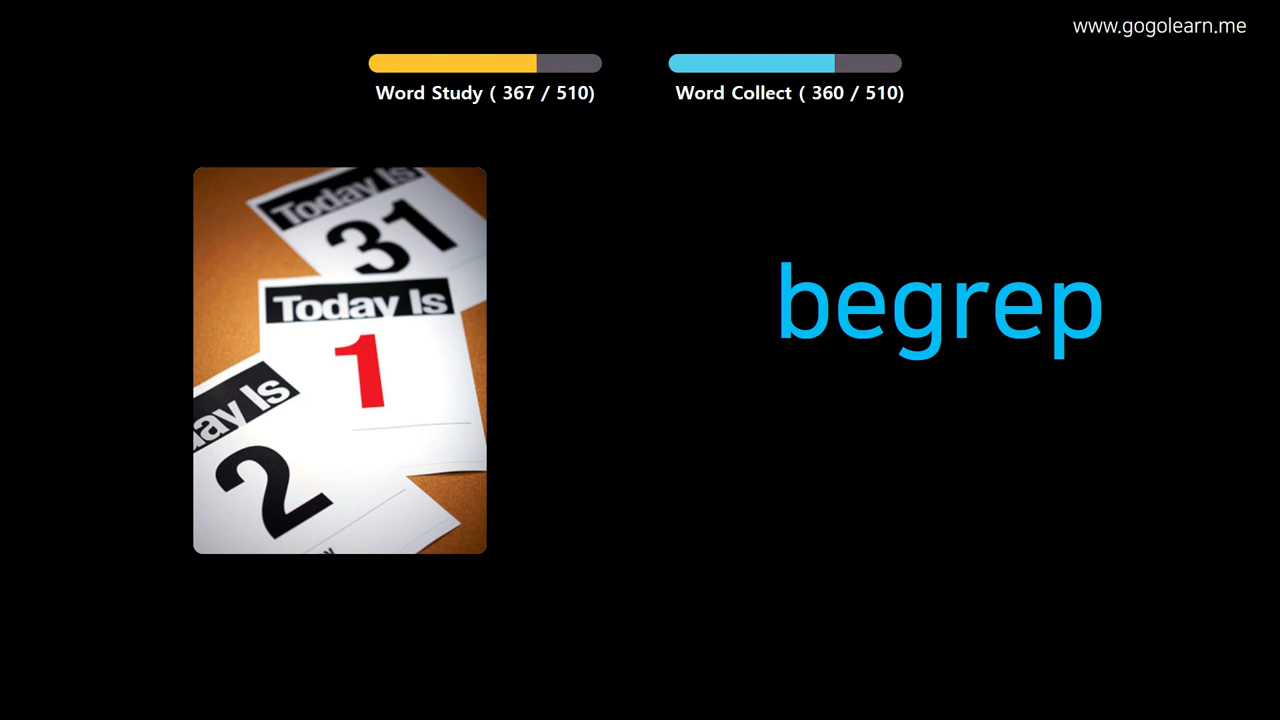 www.gogolearn.me
Word Study ( 367 / 510)
Word Collect ( 360 / 510)
Today Is
31
Today Is
1
ay Is
2
begrep